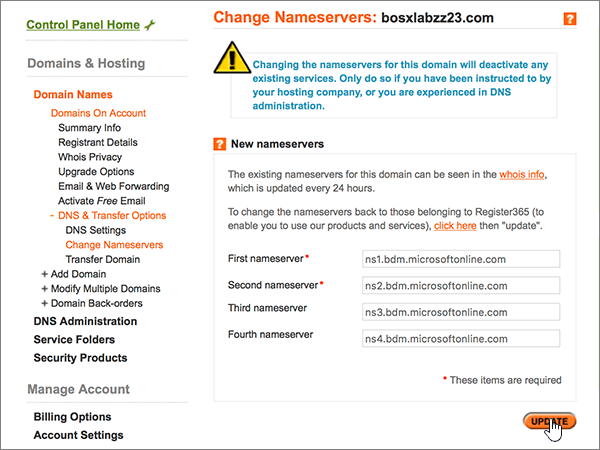 Control Panel Home
Domains & Hosting
Domain Names
Domains On Account
Summary Info
Registrant Details
Whois Privacy
Upgrade Options
Email & Web Forwarding
Activate Free Email
- DNS & Transfer Options
DNS Settings
Change Nameservers
Transfer Domain
+ Add Domain
+ Modify Multiple Domains
+ Domain Back-orders
DNS Administration
Service Folders
Security Products
Manage Account
Billing Options
Account Settings
Change Nameservers: bosxlabzz23.com
?
!
Changing the nameservers for this domain will deactivate any
existing services. Only do so if you have been instructed to by
your hosting company, or you are experienced in DNS
administration.
? New nameservers
The existing nameservers for this domain can be seen in the whois.info,
which is updated every 24 hours.
To change the nameservers back to those belonging to Register365 (to
enable you to use our products and services), click here then "update".
First nameserver * ns1.bdm.microsoftonline.com
Second nameserver * ns2.bdm.microsoftonline.com
Third nameserver ns3.bdm.microsoftonline.com
Fourth nameserver ns4.bdm.microsoftonline.com
* These items are required
UPDATE